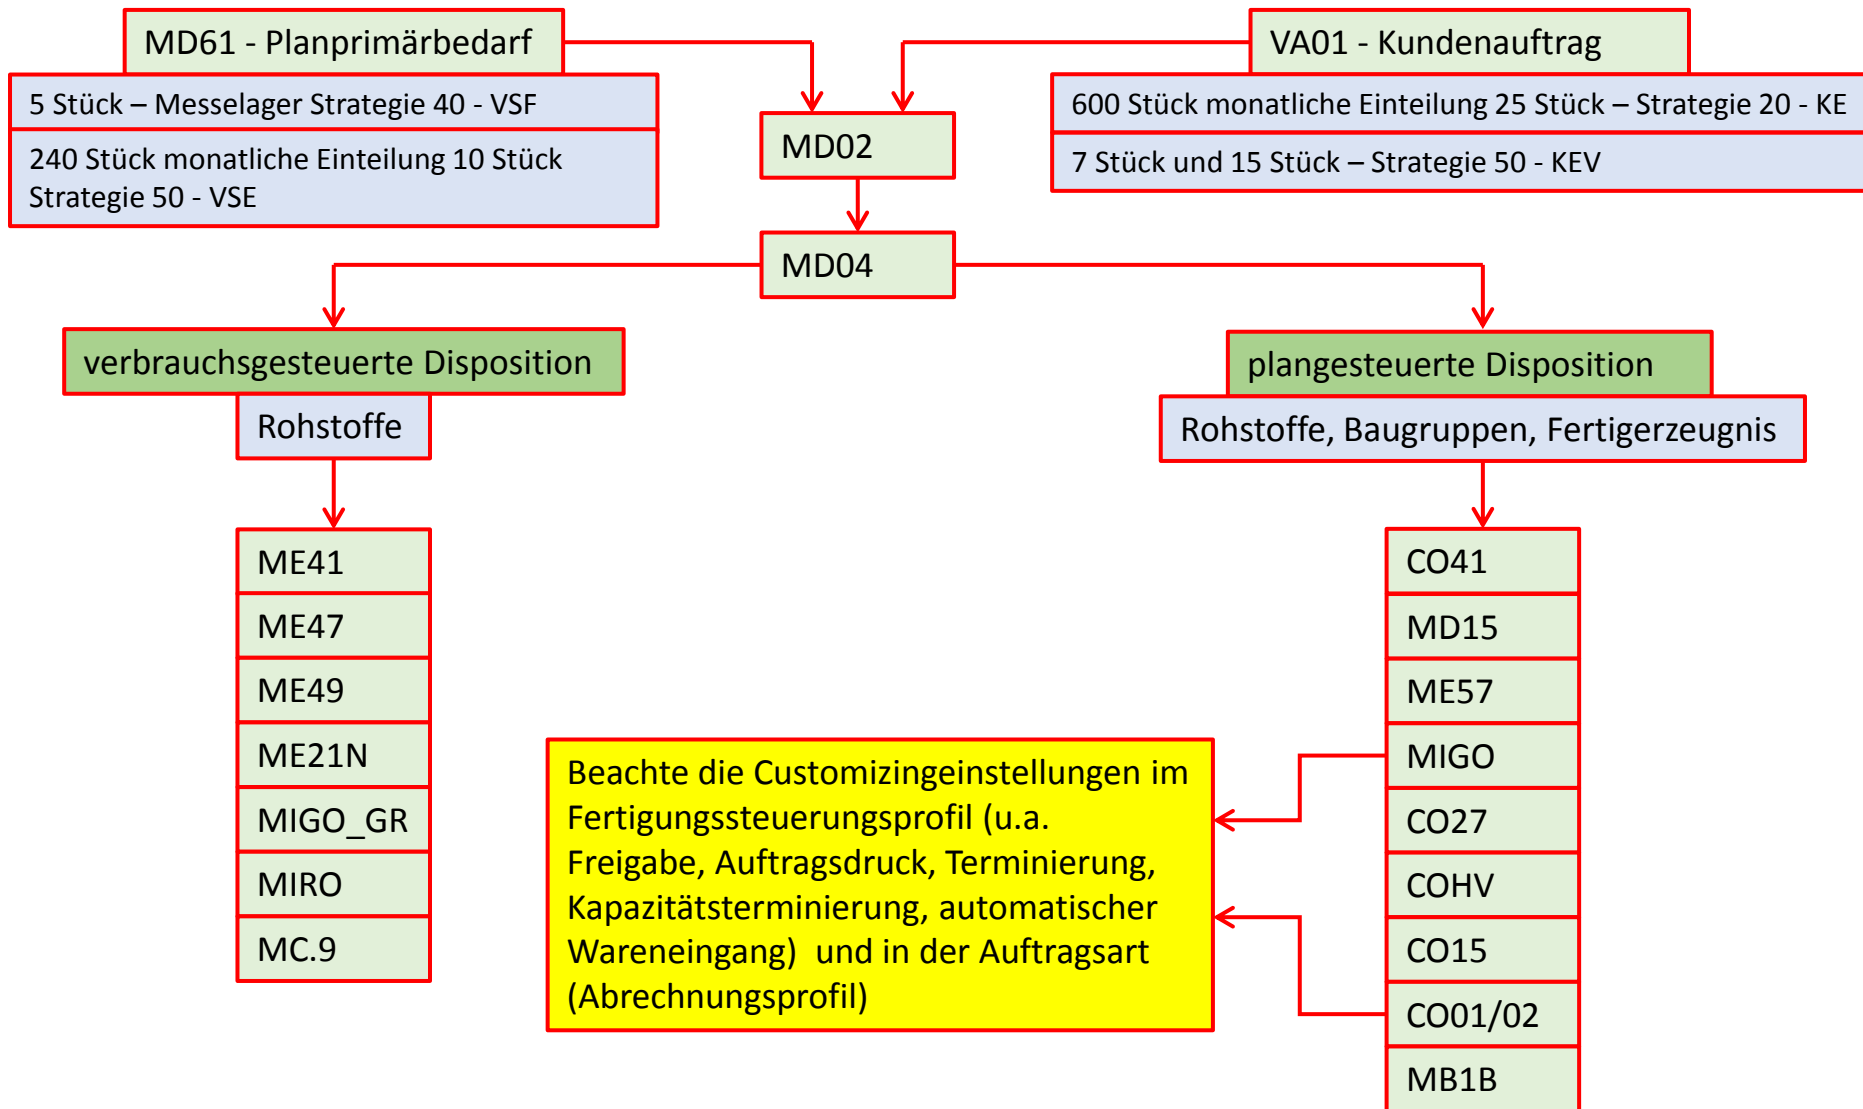 MD61 - Planprimärbedarf
5 Stück – Messelager Strategie 40 - VSF
240 Stück monatliche Einteilung 10 Stück
Strategie 50 - VSE
VA01 - Kundenauftrag
600 Stück monatliche Einteilung 25 Stück – Strategie 20 - KE
7 Stück und 15 Stück – Strategie 50 - KEV
MD02
MD04
verbrauchsgesteuerte Disposition
Rohstoffe
ME41
ME47
ME49
ME21N
MIGO_GR
MIRO
MC.9
plangesteuerte Disposition
Rohstoffe, Baugruppen, Fertigerzeugnis
CO41
MD15
ME57
MIGO
CO27
COHV
CO15
CO01/02
MB1B
Beachte die Customizingeinstellungen im
Fertigungssteuerungsprofil (u.a.
Freigabe, Auftragsdruck, Terminierung,
Kapazitätsterminierung, automatischer
Wareneingang)  und in der Auftragsart
(Abrechnungsprofil)